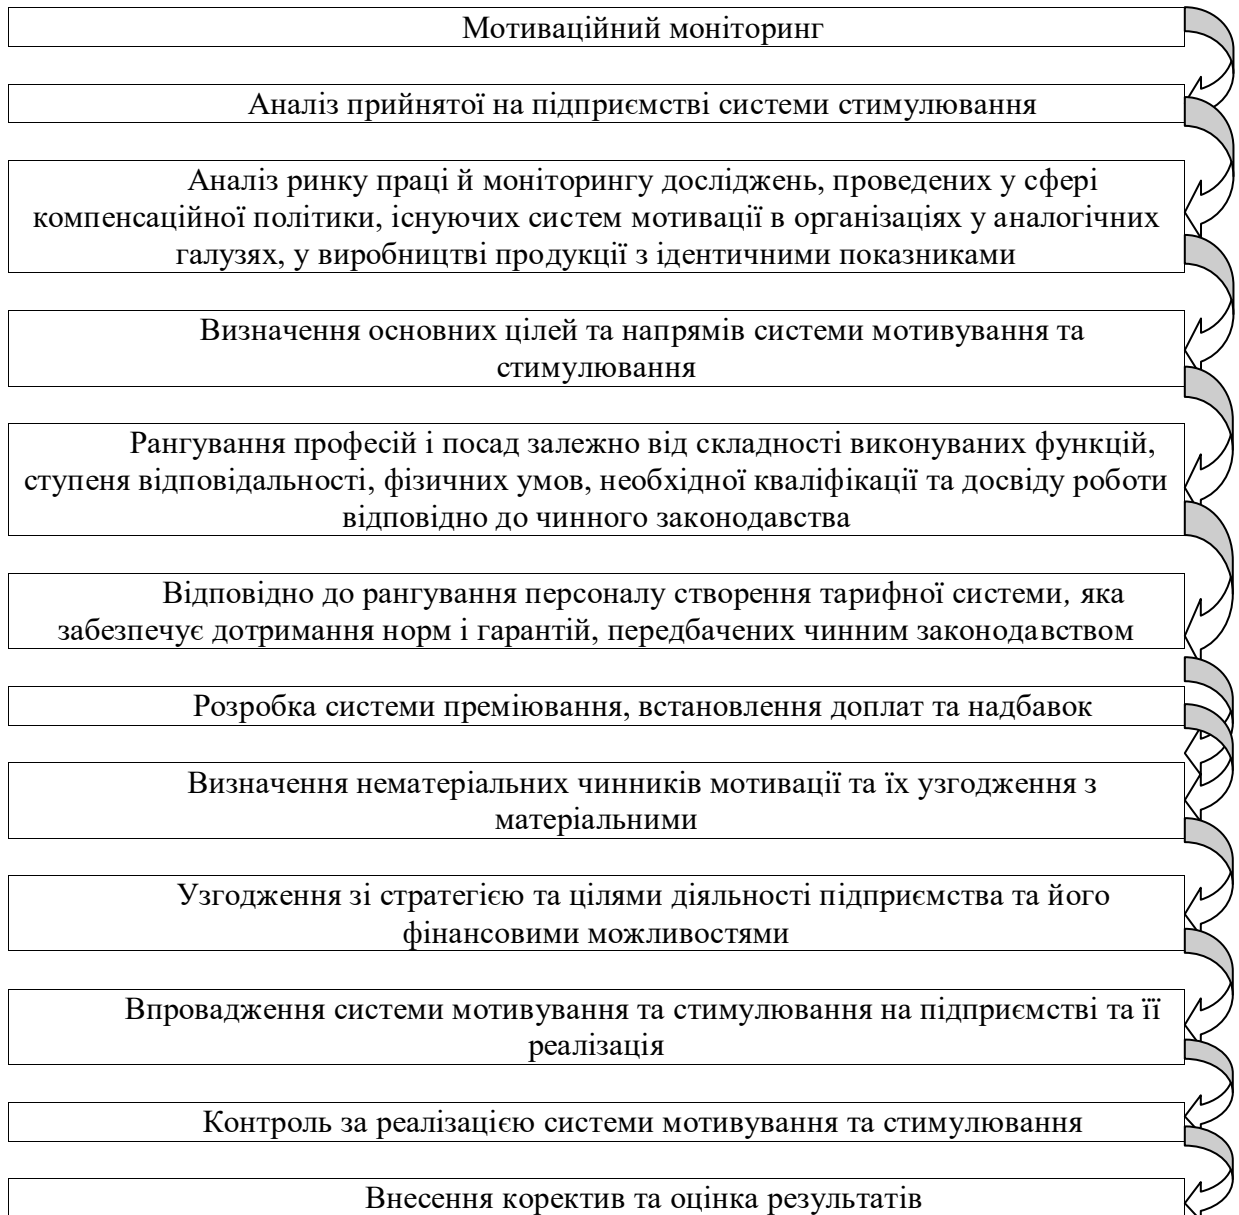 Мотиваційний моніторинг
Аналіз прийнятої на підприємстві системи стимулювання
Аналіз ринку праці й моніторингу досліджень, проведених у сфері
компенсаційної політики, існуючих систем мотивації в організаціях у аналогічних
галузях, у виробництві продукції з ідентичними показниками
Визначення основних цілей та напрямів системи мотивування та
стимулювання
Рангування професій і посад залежно від складності виконуваних функцій,
ступеня відповідальності, фізичних умов, необхідної кваліфікації та досвіду роботи
відповідно до чинного законодавства
Відповідно до рангування персоналу створення тарифної системи, яка
забезпечує дотримання норм і гарантій, передбачених чинним законодавством
Розробка системи преміювання, встановлення доплат та надбавок
Визначення нематеріальних чинників мотивації та їх узгодження з
матеріальними
Узгодження зі стратегією та цілями діяльності підприємства та його
фінансовими можливостями
Впровадження системи мотивування та стимулювання на підприємстві та її
реалізація
Контроль за реалізацією системи мотивування та стимулювання
Внесення коректив та оцінка результатів